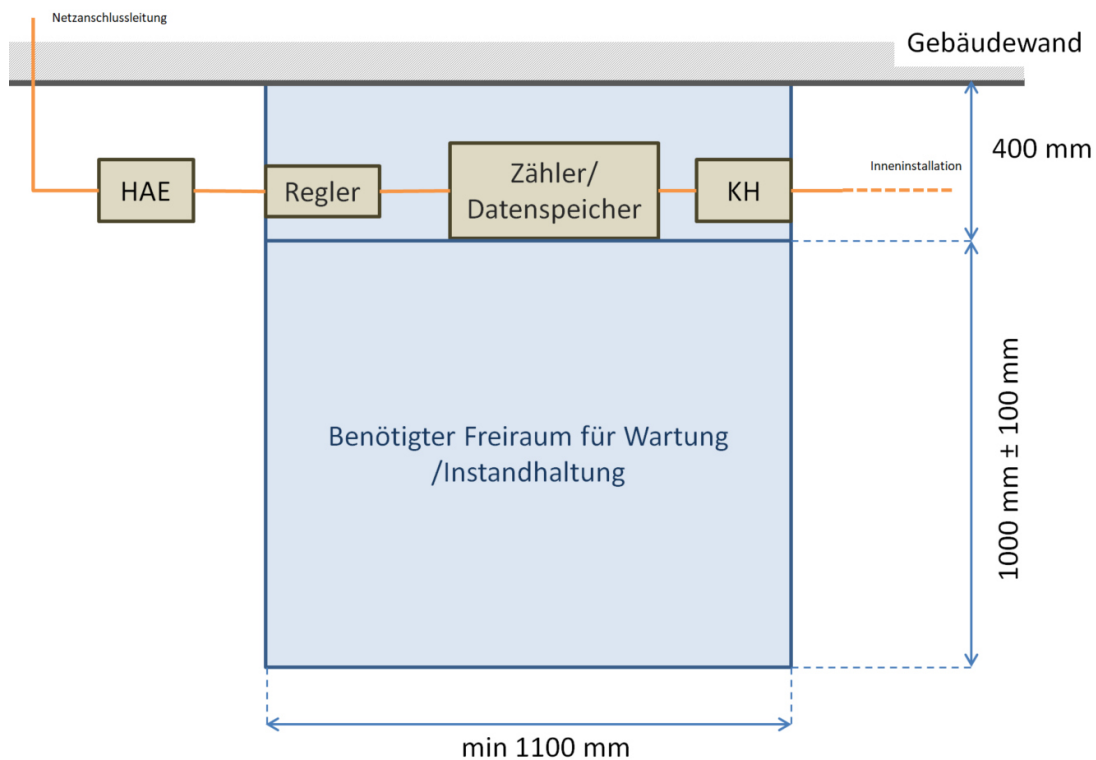 Netzanschlussleitung
Gebäudewand
400 mm
HAE
Regler
Zähler/
Datenspeicher
KH
Inneninstallation
Benötigter Freiraum für Wartung
/Instandhaltung
1000 mm ± 100 mm
min 1100 mm